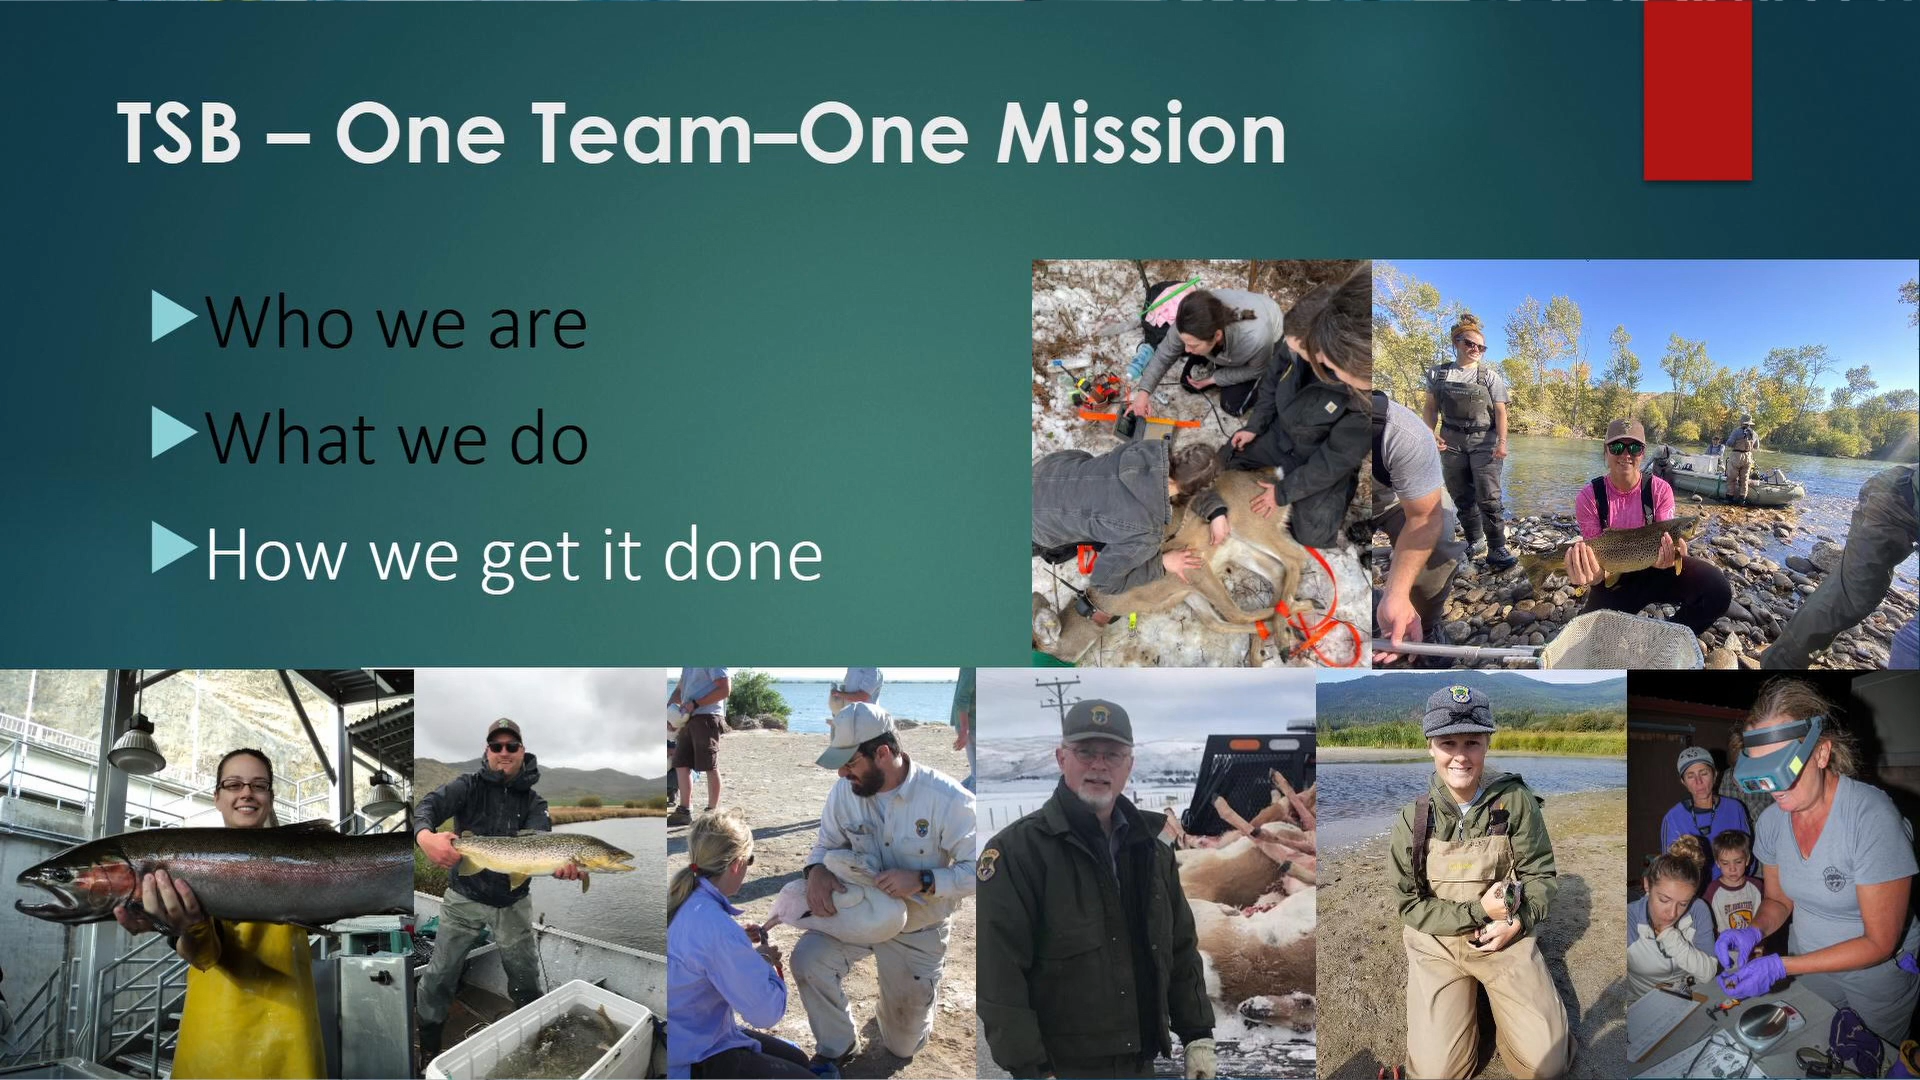 TSB – One Team–One Mission
Who we are
What we do
How we get it done